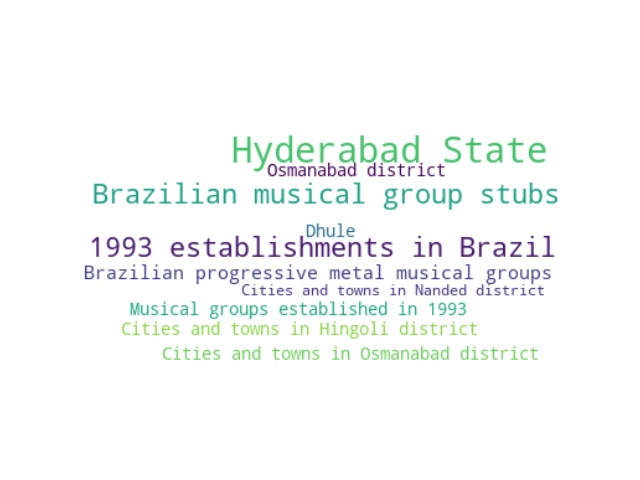 Hyderabad State
Osmanabad district
Brazilian musical group stubs
Dhule
1993 establishments in Brazil
Brazilian progressive metal musical groups
Cities and towns in Nanded district
Musical groups established in 1993
Cities and towns in Hingoli district
Cities and towns in Osmanabad district